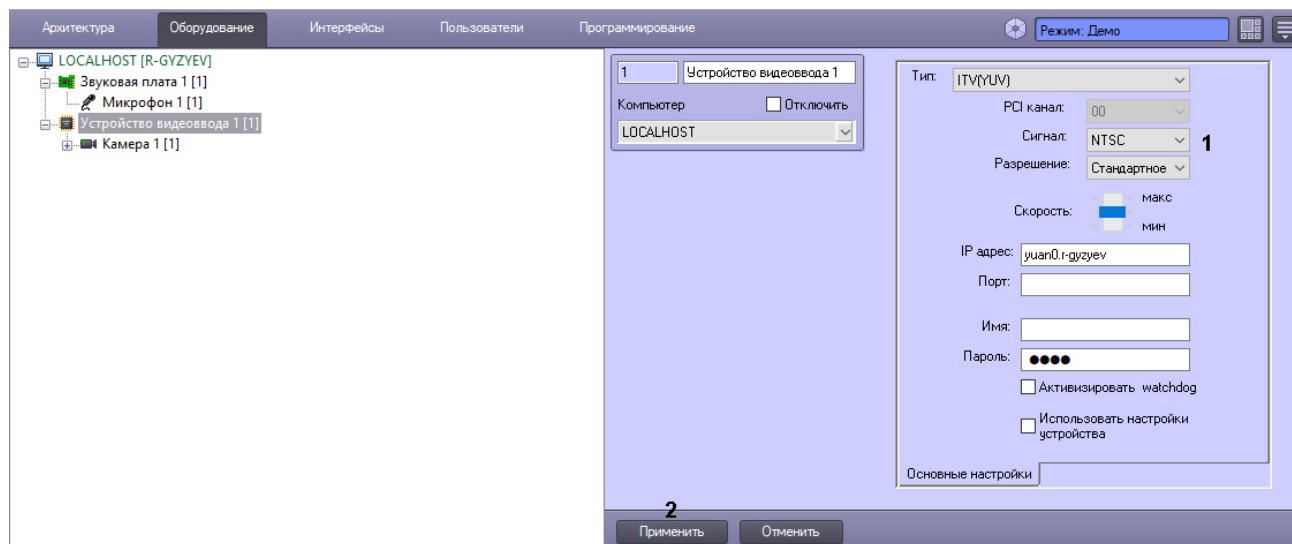 Архитектура Оборудование Интерфейсы Пользователи Программирование Режим: Демо
LOCALHOST [R-GYZYEV]
Звуковая плата 1 [1]
Микрофон 1 [1]
Устройство видеоввода 1 [1]
Камера 1 [1]
1 Устройство видеоввода 1
Компьютер Отключить
LOCALHOST
Тип: ITV(YUV)
PCI канал: 00
Сигнал: NTSC 1
Разрешение: Стандартное
макс
Скорость:
мин
IP адрес: yuan0.r-gyzyev
Порт:
Имя:
Пароль: ●●●●
Активизировать watchdog
Использовать настройки
устройства
Основные настройки
2
Применить Отменить